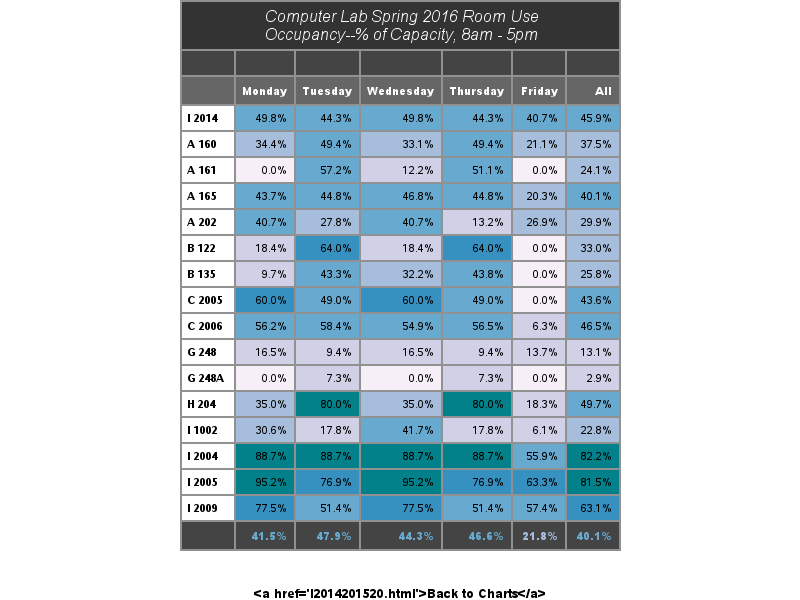 Computer Lab Spring 2016 Room Use
Occupancy--% of Capacity, 8am - 5pm
Monday Tuesday Wednesday Thursday Friday All
I 2014 49.8% 44.3% 49.8% 44.3% 40.7% 45.9%
A 160 34.4% 49.4% 33.1% 49.4% 21.1% 37.5%
A 161 0.0% 57.2% 12.2% 51.1% 0.0% 24.1%
A 165 43.7% 44.8% 46.8% 44.8% 20.3% 40.1%
A 202 40.7% 27.8% 40.7% 13.2% 26.9% 29.9%
B 122 18.4% 64.0% 18.4% 64.0% 0.0% 33.0%
B 135 9.7% 43.3% 32.2% 43.8% 0.0% 25.8%
C 2005 60.0% 49.0% 60.0% 49.0% 0.0% 43.6%
C 2006 56.2% 58.4% 54.9% 56.5% 6.3% 46.5%
G 248 16.5% 9.4% 16.5% 9.4% 13.7% 13.1%
G 248A 0.0% 7.3% 0.0% 7.3% 0.0% 2.9%
H 204 35.0% 80.0% 35.0% 80.0% 18.3% 49.7%
I 1002 30.6% 17.8% 41.7% 17.8% 6.1% 22.8%
I 2004 88.7% 88.7% 88.7% 88.7% 55.9% 82.2%
I 2005 95.2% 76.9% 95.2% 76.9% 63.3% 81.5%
I 2009 77.5% 51.4% 77.5% 51.4% 57.4% 63.1%
41.5% 47.9% 44.3% 46.6% 21.8% 40.1%
<a href='I2014201520.html'>Back to Charts</a>